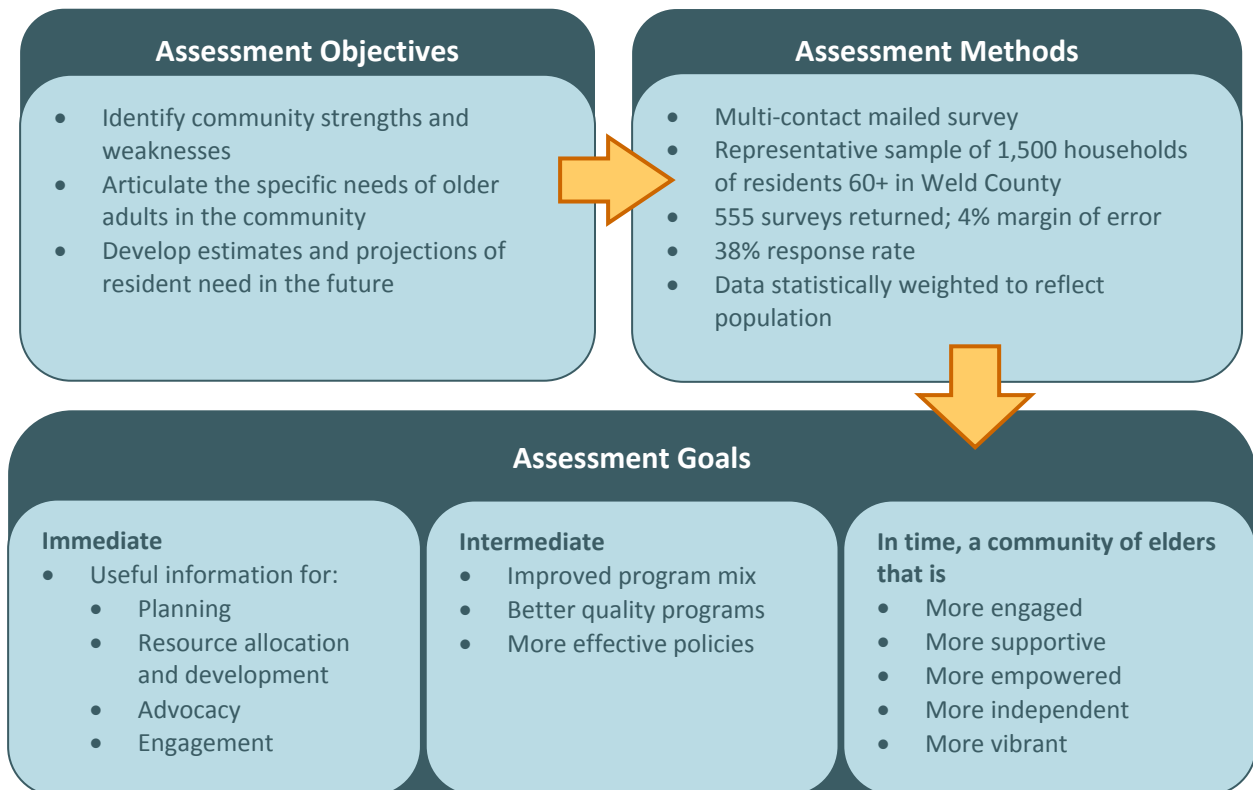 Assessment Objectives
• Identify community strengths and
weaknesses
• Articulate the specific needs of older
adults in the community
• Develop estimates and projections of
resident need in the future
Assessment Methods
• Multi-contact mailed survey
• Representative sample of 1,500 households
of residents 60+ in Weld County
• 555 surveys returned; 4% margin of error
• 38% response rate
• Data statistically weighted to reflect
population
Assessment Goals
Immediate
• Useful information for:
• Planning
• Resource allocation
and development
• Advocacy
• Engagement
Intermediate
• Improved program mix
• Better quality programs
• More effective policies
In time, a community of elders
that is
• More engaged
• More supportive
• More empowered
• More independent
• More vibrant